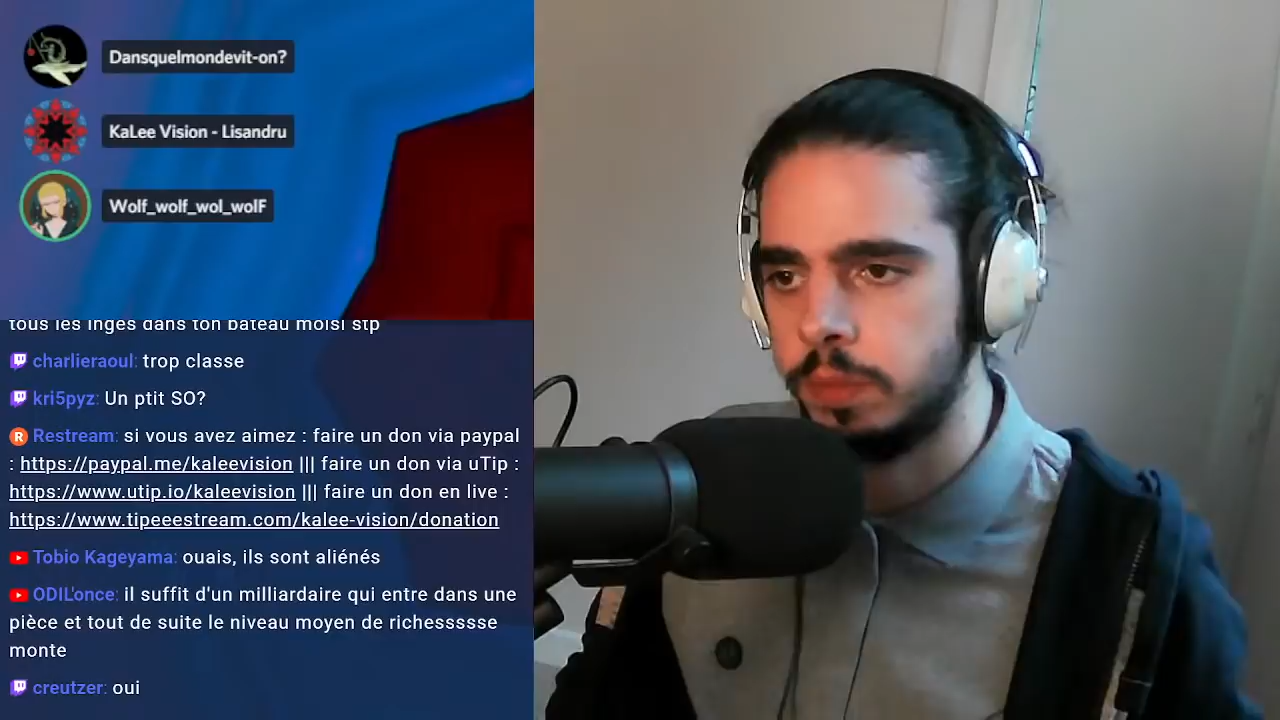 Dansquelmondevit-on?
KaLee Vision - Lisandru
Wolf_wolf_wol_wolF
tous les ingés dans ton bateau moisi stp
charlieraoul: trop classe
kri5pyz: Un ptit SO?
Restream: si vous avez aimez : faire un don via paypal
: https://paypal.me/kaleevision ||| faire un don via uTip :
https://www.utip.io/kaleevision ||| faire un don en live :
https://www.tipeeestream.com/kalee-vision/donation
Tobio Kageyama: ouais, ils sont aliénés
ODIL'once: il suffit d'un milliardaire qui entre dans une
pièce et tout de suite le niveau moyen de richessssse
monte
creutzer: oui